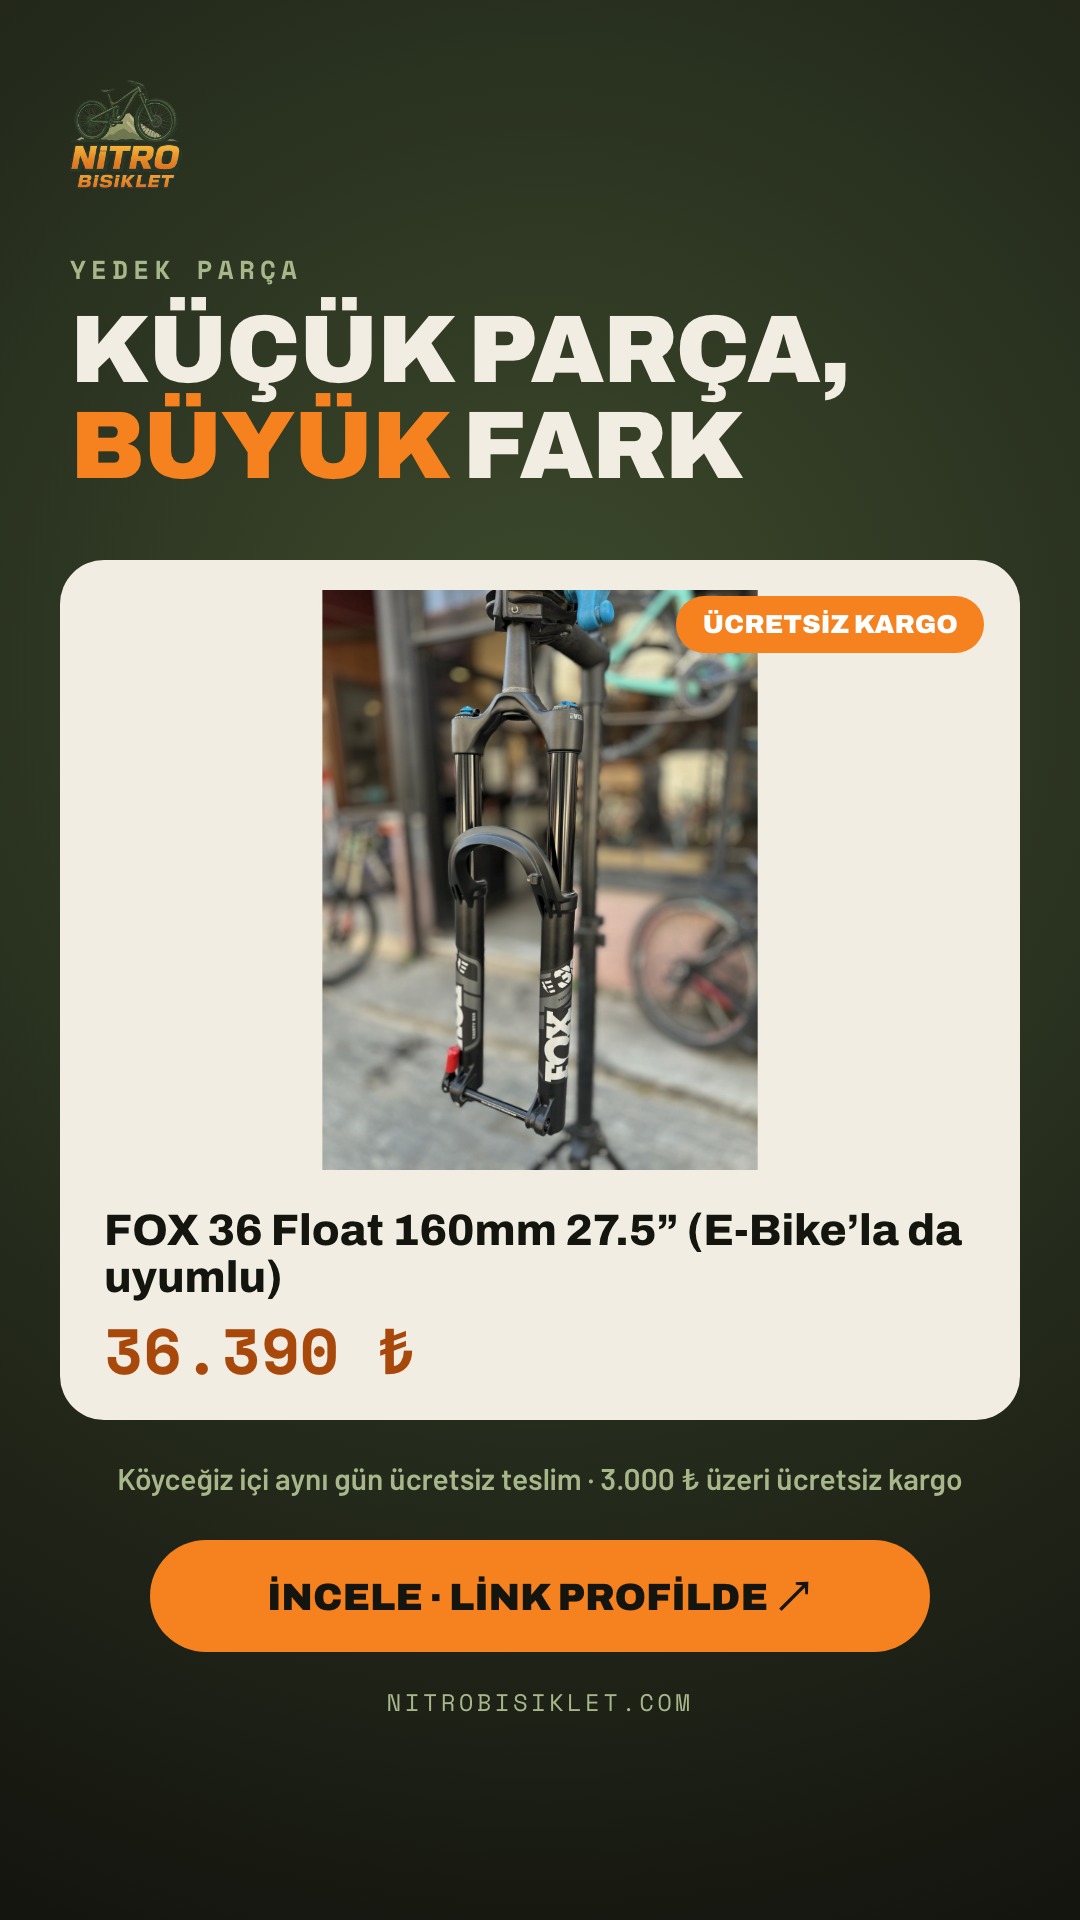 NiTRO
BiSiKLET
YEDEK PARÇA
KÜÇÜK PARÇA,
BÜYÜK FARK
ÜCRETSİZ KARGO
FOX
FOX 36 Float 160mm 27.5” (E-Bike’la da
uyumlu)
36.390 ₺
Köyceğiz içi aynı gün ücretsiz teslim · 3.000 ₺ üzeri ücretsiz kargo
İNCELE · LİNK PROFİLDE ↗
NITROBISIKLET.COM